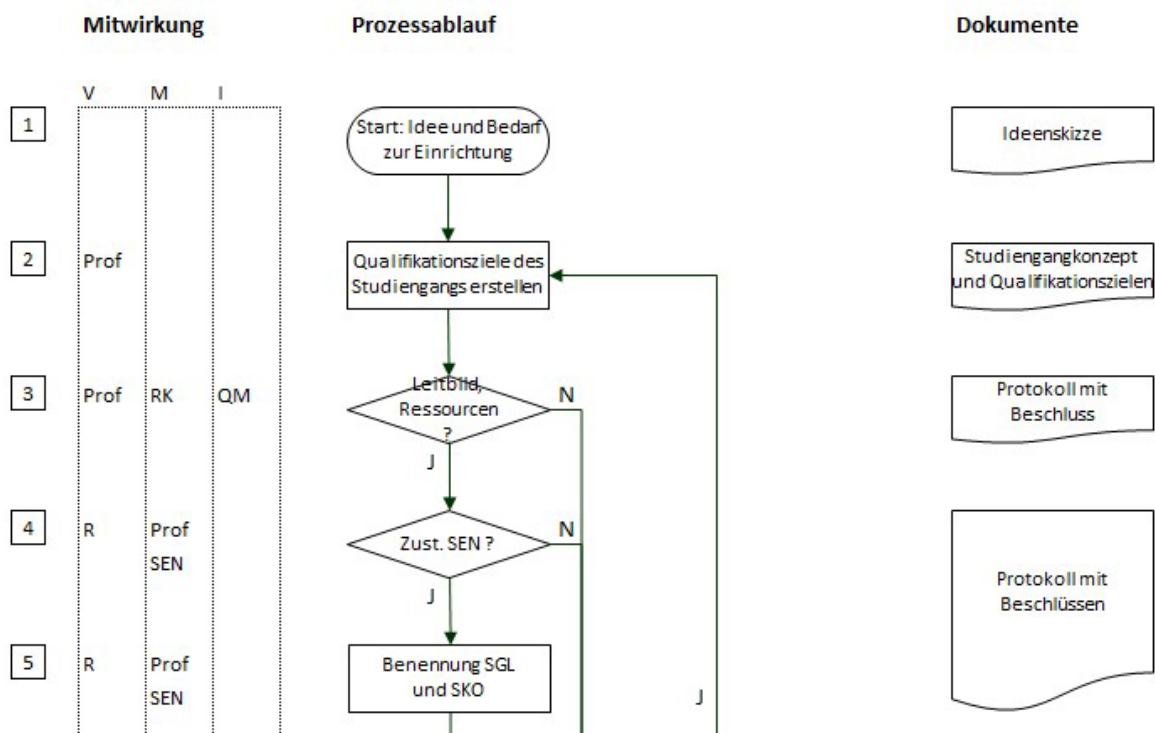 Mitwirkung Prozessablauf Dokumente
V M I
1
Start: Idee und Bedarf
zur Einrichtung
Ideenskizze
2 Prof
Qualifikationsziele des
Studiengangs erstellen
Studiengangkonzept
und Qualifikationszielen
3 Prof RK QM
Leitbild,
Ressourcen
?
N
J
Protokoll mit
Beschluss
4 R Prof
SEN
Zust. SEN ?
N
J
Protokoll mit
Beschlüssen
5 R Prof
SEN
Benennung SGL
und SKO
J